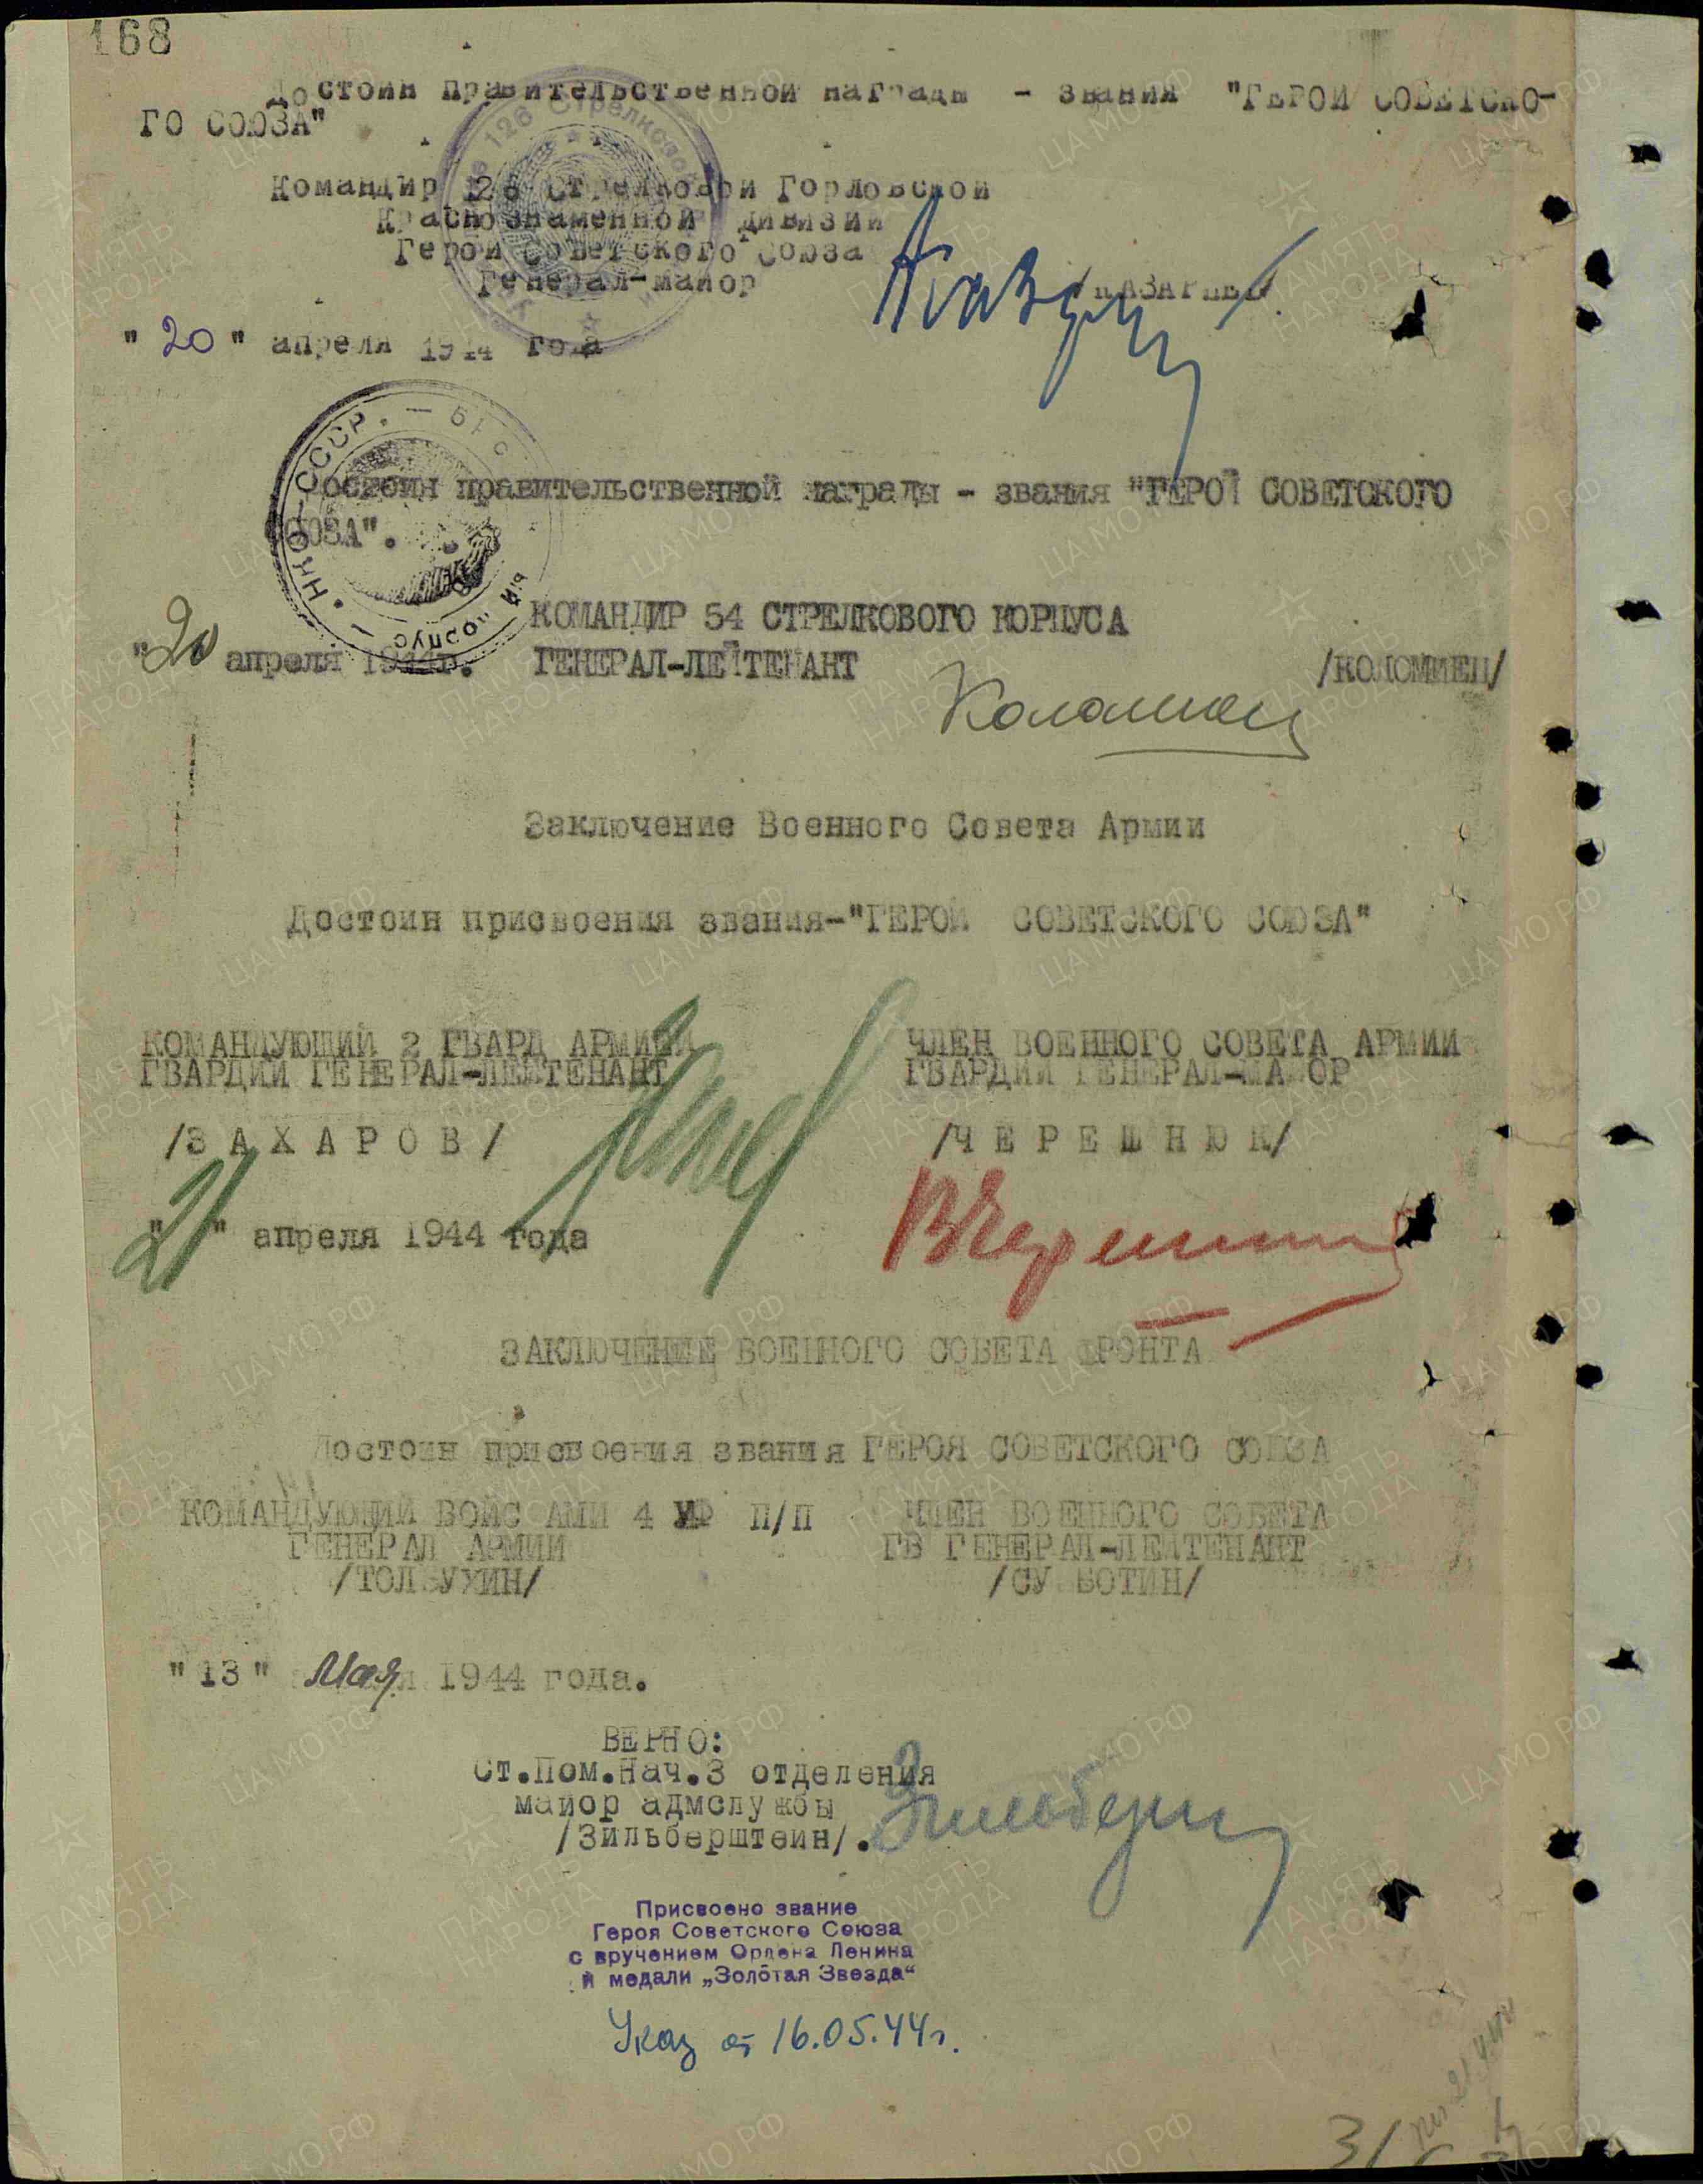 168
Достоин Правительственной награды - звания "ГЕРОЙ СОВЕТСКО-
ГО СОЮЗА"
Командир 126 Стрелковой Горловской
Краснознаменной дивизии
Герой Советского Союза
Генерал-майор /КАЗАРЦЕВ/
"20" апреля 1944 года
Достоин правительственной награды - звания "ГЕРОЙ СОВЕТСКОГО
СОЮЗА".
КОМАНДИР 54 СТРЕЛКОВОГО КОРПУСА
"20 апреля 1944г. ГЕНЕРАЛ-ЛЕЙТЕНАНТ /КОЛОМИЕЦ/
Коломиец
Заключение Военного Совета Армии
Достоин присвоения звания-"ГЕРОЙ СОВЕТСКОГО СОЮЗА"
КОМАНДУЮЩИЙ 2 ГВАРД АРМИЕЙ ЧЛЕН ВОЕННОГО СОВЕТА АРМИИ
ГВАРДИИ ГЕНЕРАЛ-ЛЕЙТЕНАНТ ГВАРДИИ ГЕНЕРАЛ-МАЙОР
/ЗАХАРОВ/ /ЧЕРЕШНЮК/
"21" апреля 1944 года
ЗАКЛЮЧЕНИЕ ВОЕННОГО СОВЕТА ФРОНТА
Достоин присвоения звания ГЕРОЯ СОВЕТСКОГО СОЮЗА
КОМАНДУЮЩИЙ ВОЙСКАМИ 4 УФ П/П ЧЛЕН ВОЕННОГО СОВЕТА
ГЕНЕРАЛ АРМИИ ГВ ГЕНЕРАЛ-ЛЕЙТЕНАНТ
/ТОЛБУХИН/ /СУББОТИН/
"13" мая 1944 года.
ВЕРНО:
Ст.Пом.Нач.3 отделения
майор адмслужбы
/Зильберштейн/.
Присвоено звание
Героя Советского Союза
с вручением Ордена Ленина
и медали „Золотая Звезда“
Указ от 16.05.44г.